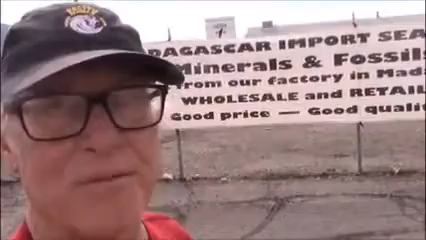 DAGASCAR IMPORT SEA
Minerals & Fossils
from our factory in Mada
WHOLESALE and RETAIL
Good price — Good quali